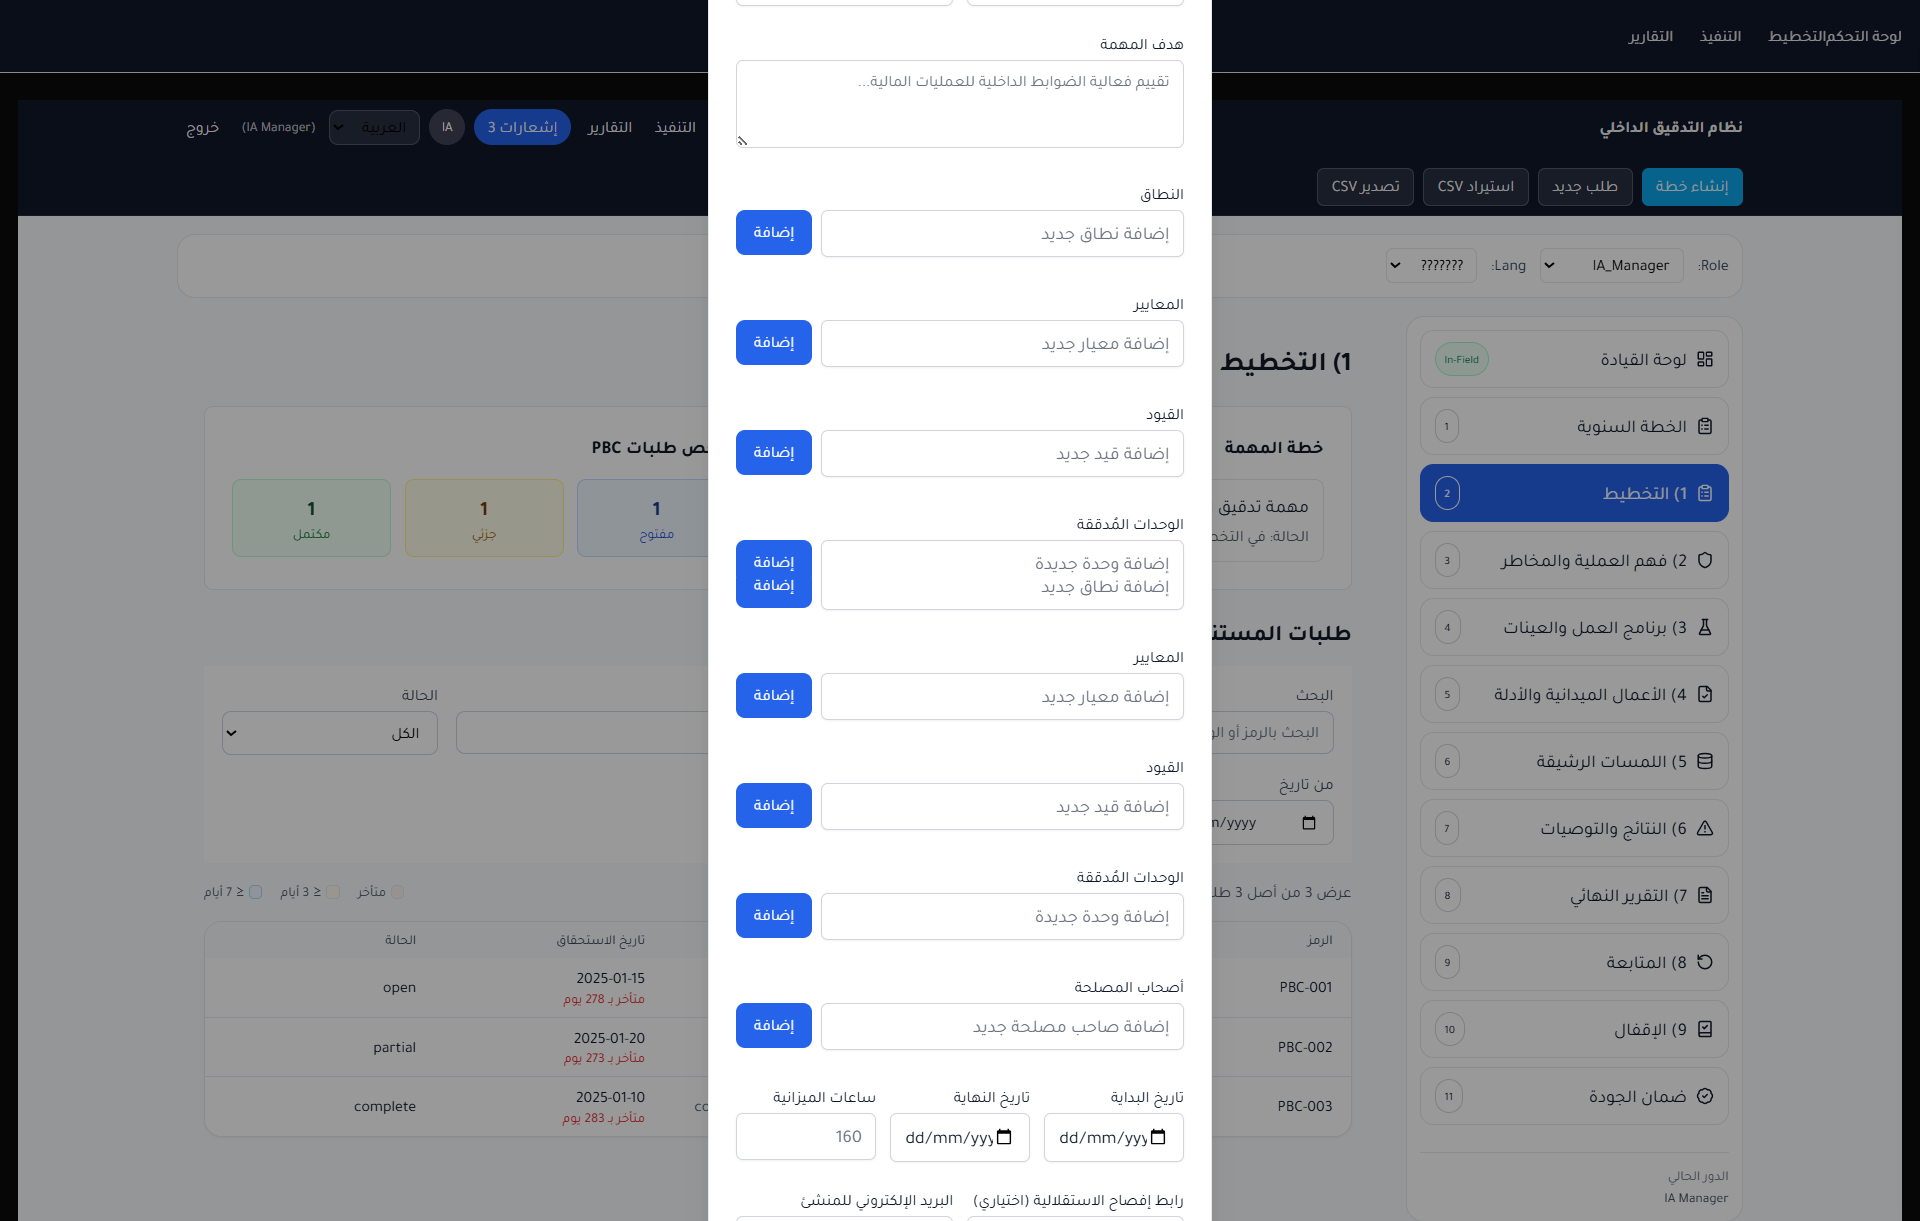 لوحة التحكم
التخطيط
التنفيذ
التقارير
نظام التدقيق الداخلي
التنفيذ
التقارير
إشعارات 3
IA
العربية
(IA Manager)
خروج
إنشاء خطة
طلب جديد
استيراد CSV
تصدير CSV
Role:
IA_Manager
Lang:
???????
لوحة القيادة
In-Field
الخطة السنوية
1
1) التخطيط
2
2) فهم العملية والمخاطر
3
3) برنامج العمل والعينات
4
4) الأعمال الميدانية والأدلة
5
5) اللمسات الرشيقة
6
6) النتائج والتوصيات
7
7) التقرير النهائي
8
8) المتابعة
9
9) الإقفال
10
ضمان الجودة
11
الدور الحالي
IA Manager
1) التخطيط
خطة المهمة
مهمة تدقيق
الحالة: في
طلبات PBC
1
مفتوح
1
جزئي
1
مكتمل
طلبات
البحث
البحث بالرمز أو
الحالة
الكل
من تاريخ
عرض 3 من أصل 3
متأخر
≤ 3 أيام
≤ 7 أيام
الرمز
تاريخ الاستحقاق
الحالة
PBC-001
2025-01-15
متأخر بـ 278 يوم
open
PBC-002
2025-01-20
متأخر بـ 273 يوم
partial
PBC-003
2025-01-10
متأخر بـ 283 يوم
complete
هدف المهمة
تقييم فعالية الضوابط الداخلية للعمليات المالية...
النطاق
إضافة نطاق جديد
إضافة
المعايير
إضافة معيار جديد
إضافة
القيود
إضافة قيد جديد
إضافة
الوحدات المُدققة
إضافة وحدة جديدة
إضافة
إضافة نطاق جديد
إضافة
المعايير
إضافة معيار جديد
إضافة
القيود
إضافة قيد جديد
إضافة
الوحدات المُدققة
إضافة وحدة جديدة
إضافة
أصحاب المصلحة
إضافة صاحب مصلحة جديد
إضافة
تاريخ البداية
dd/mm/yyy
تاريخ النهاية
dd/mm/yyy
ساعات الميزانية
160
رابط إفصاح الاستقلالية (اختياري)
البريد الإلكتروني للمنشئ